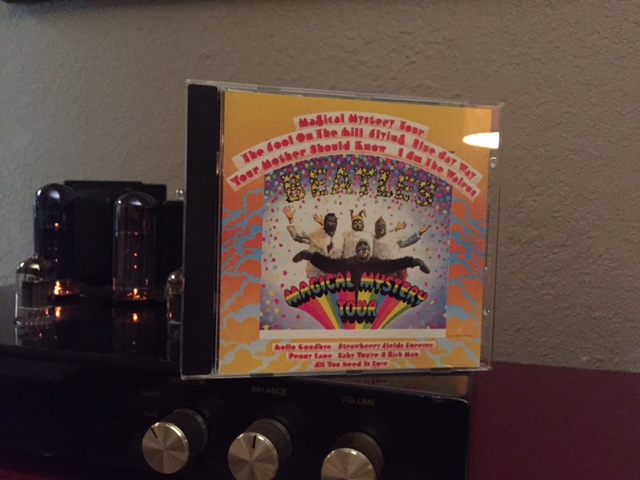 Magical Mystery Tour
The Fool On The Hill Flying Blue Jay Way
Your Mother Should Know I Am The Walrus
BEATLES
MAGICAL MYSTERY
TOUR
Hello Goodbye Strawberry Fields Forever
Penny Lane Baby You're A Rich Man
All You Need Is Love
BALANCE
VOLUME